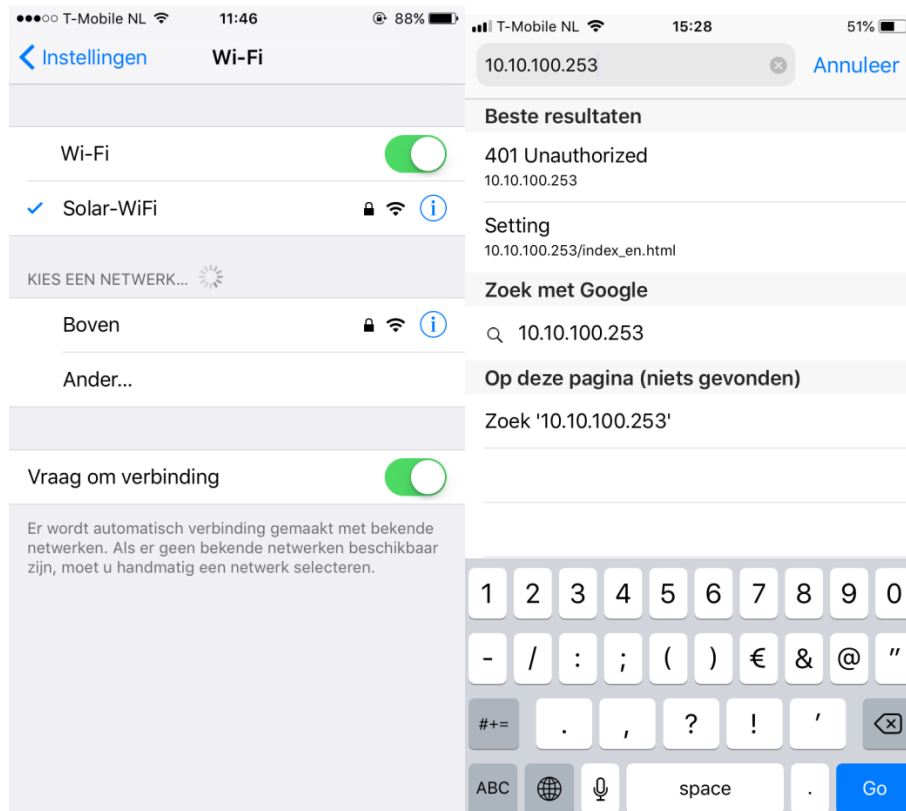 T-Mobile NL 11:46 88%
Instellingen Wi-Fi
Wi-Fi
Solar-WiFi
KIES EEN NETWERK...
Boven
Ander...
Vraag om verbinding
Er wordt automatisch verbinding gemaakt met bekende
netwerken. Als er geen bekende netwerken beschikbaar
zijn, moet u handmatig een netwerk selecteren.
T-Mobile NL 15:28 51%
10.10.100.253 Annuleer
Beste resultaten
401 Unauthorized
10.10.100.253
Setting
10.10.100.253/index_en.html
Zoek met Google
10.10.100.253
Op deze pagina (niets gevonden)
Zoek '10.10.100.253'
1 2 3 4 5 6 7 8 9 0
- / : ; ( ) € & @ "
#+= . , ? ! '
ABC space . Go